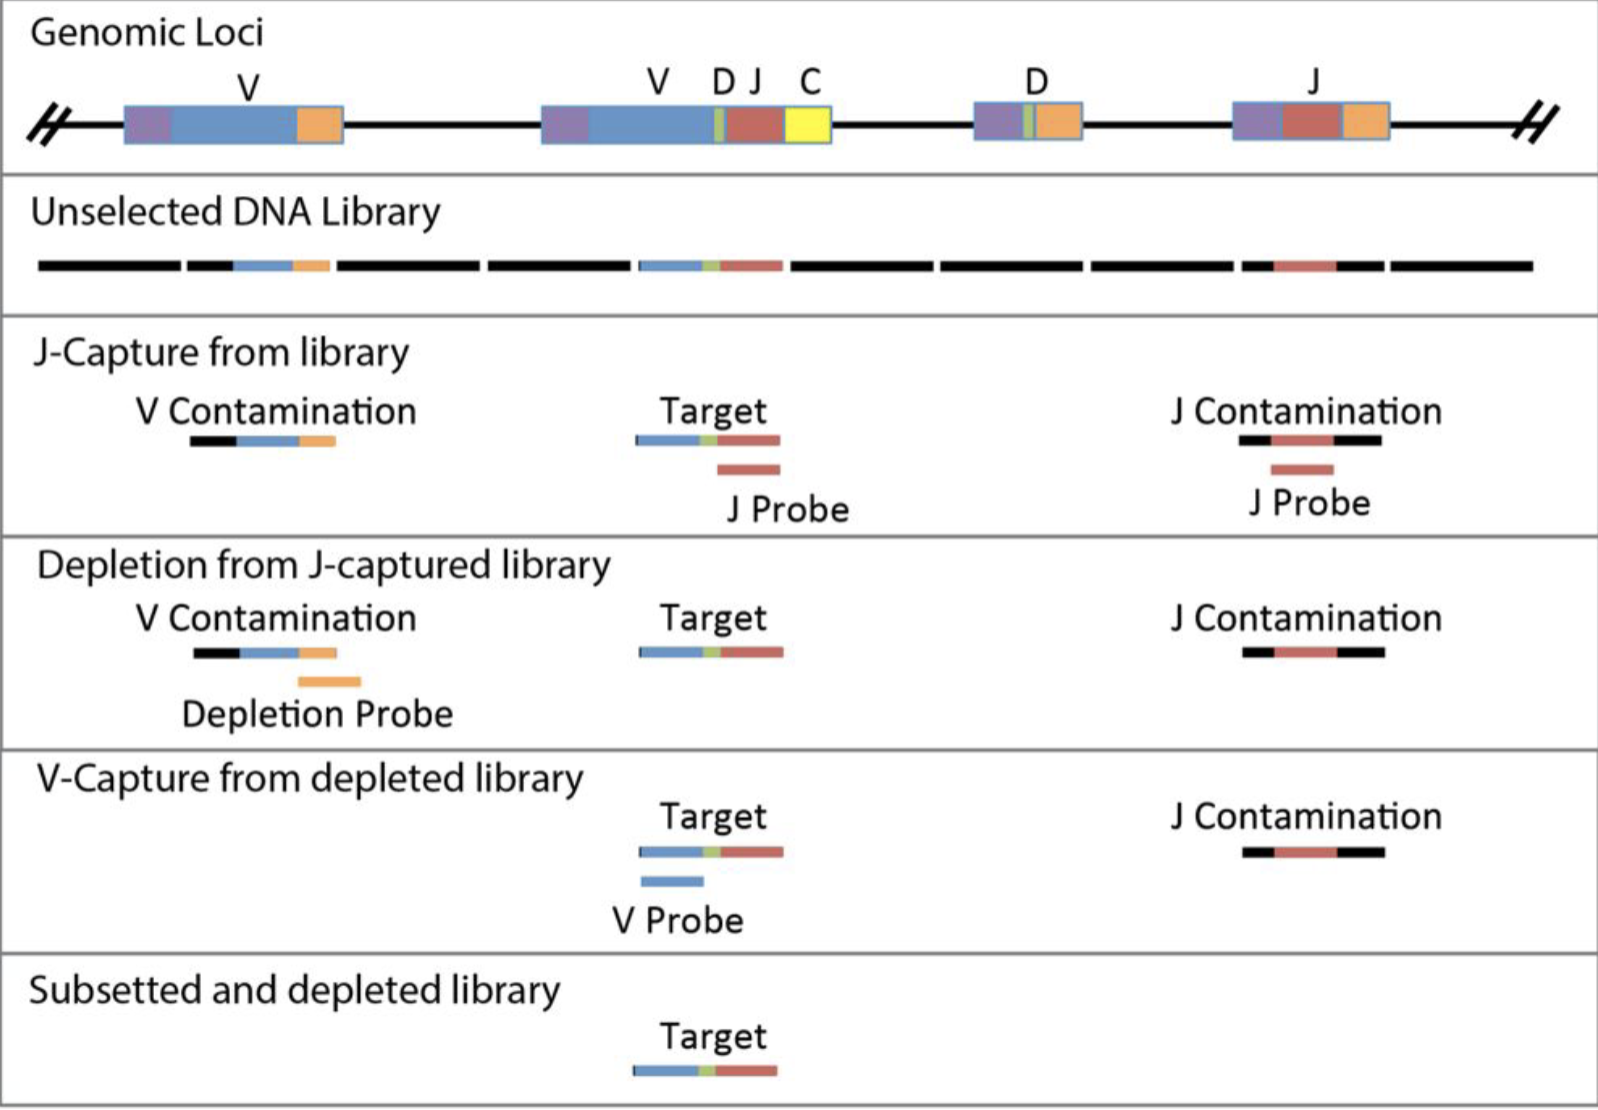 Genomic Loci
V V D J C D J
Unselected DNA Library
J-Capture from library
V Contamination Target J Contamination
J Probe J Probe
Depletion from J-captured library
V Contamination Target J Contamination
Depletion Probe
V-Capture from depleted library
Target J Contamination
V Probe
Subsetted and depleted library
Target